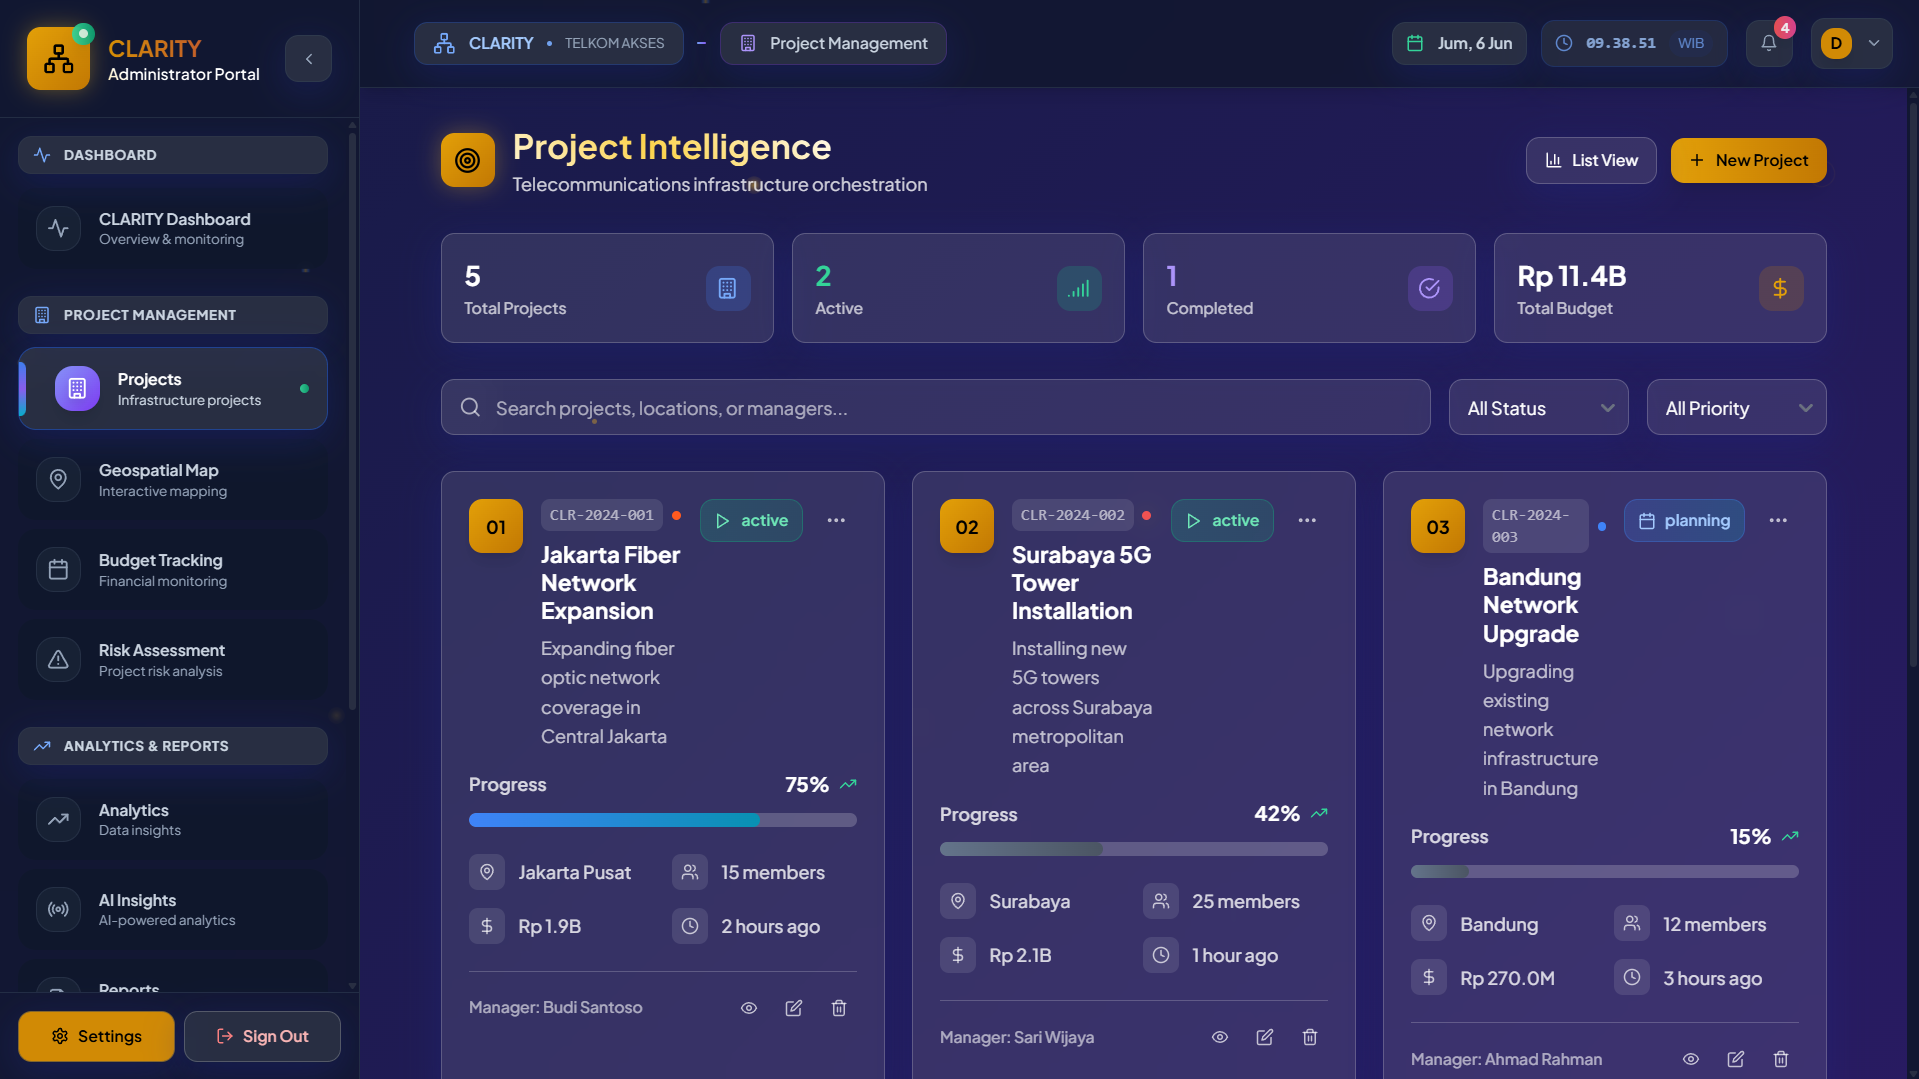 CLARITY
Administrator Portal
DASHBOARD
CLARITY Dashboard
Overview & monitoring
PROJECT MANAGEMENT
Projects
Infrastructure projects
Geospatial Map
Interactive mapping
Budget Tracking
Financial monitoring
Risk Assessment
Project risk analysis
ANALYTICS & REPORTS
Analytics
Data insights
AI Insights
AI-powered analytics
Reports
Settings
Sign Out
CLARITY • TELKOM AKSES
Project Management
Jum, 6 Jun
09.38.51 WIB
4
D
Project Intelligence
Telecommunications infrastructure orchestration
List View
New Project
5
Total Projects
2
Active
1
Completed
Rp 11.4B
Total Budget
Search projects, locations, or managers...
All Status
All Priority
01
CLR-2024-001
active
Jakarta Fiber
Network
Expansion
Expanding fiber
optic network
coverage in
Central Jakarta
Progress
75%
Jakarta Pusat
15 members
Rp 1.9B
2 hours ago
Manager: Budi Santoso
02
CLR-2024-002
active
Surabaya 5G
Tower
Installation
Installing new
5G towers
across Surabaya
metropolitan
area
Progress
42%
Surabaya
25 members
Rp 2.1B
1 hour ago
Manager: Sari Wijaya
03
CLR-2024-
003
planning
Bandung
Network
Upgrade
Upgrading
existing
network
infrastructure
in Bandung
Progress
15%
Bandung
12 members
Rp 270.0M
3 hours ago
Manager: Ahmad Rahman